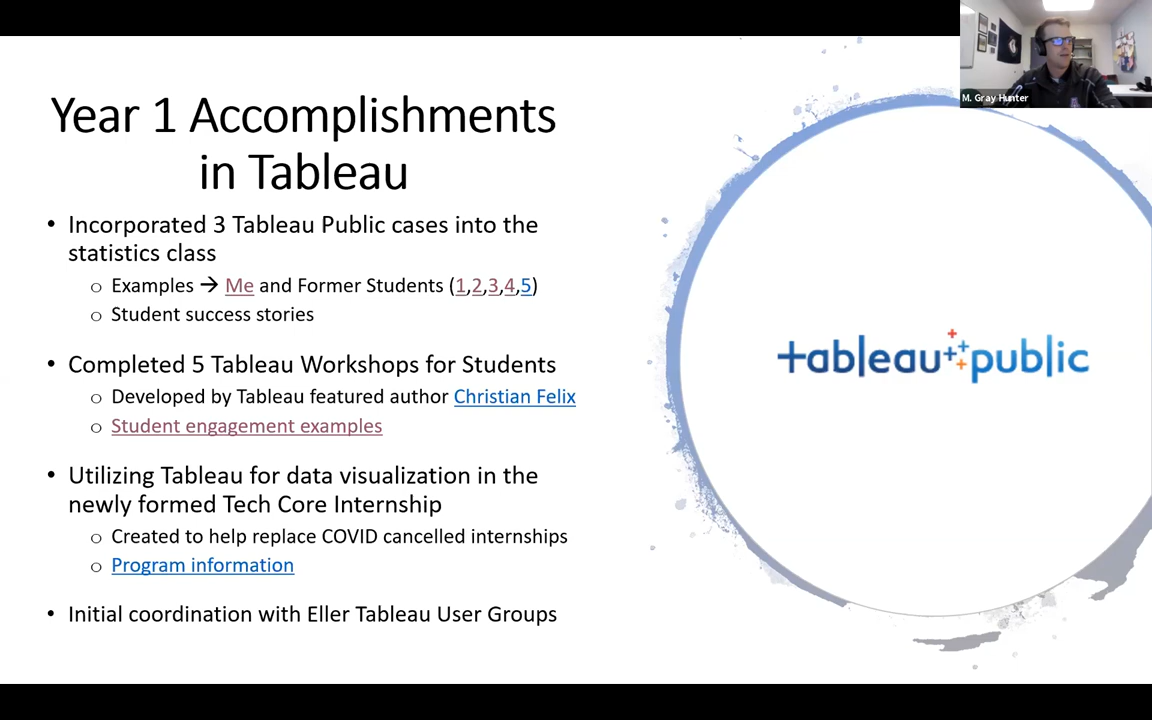 M. Gray Hunter
Year 1 Accomplishments
in Tableau
• Incorporated 3 Tableau Public cases into the
statistics class
o Examples → Me and Former Students (1,2,3,4,5)
o Student success stories
• Completed 5 Tableau Workshops for Students
o Developed by Tableau featured author Christian Felix
o Student engagement examples
• Utilizing Tableau for data visualization in the
newly formed Tech Core Internship
o Created to help replace COVID cancelled internships
o Program information
• Initial coordination with Eller Tableau User Groups
tableau public